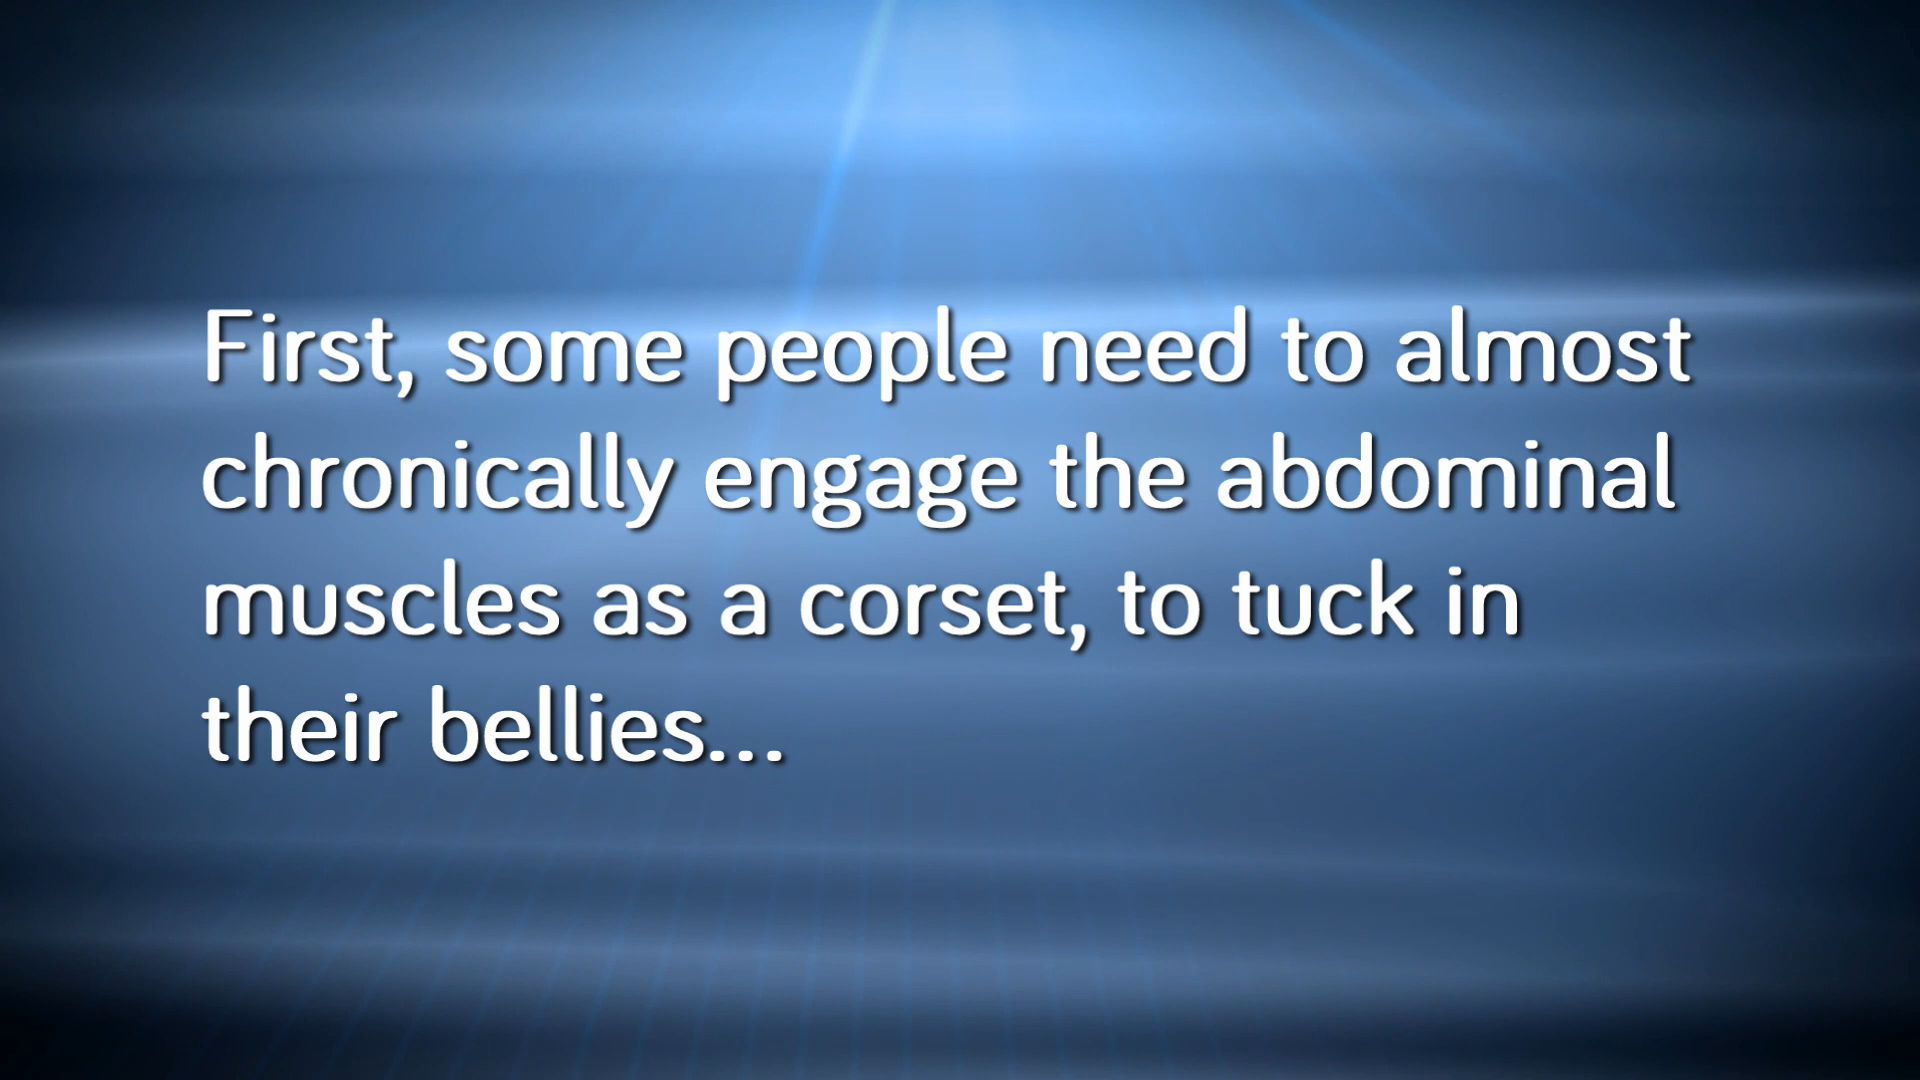 First, some people need to almost
chronically engage the abdominal
muscles as a corset, to tuck in
their bellies...